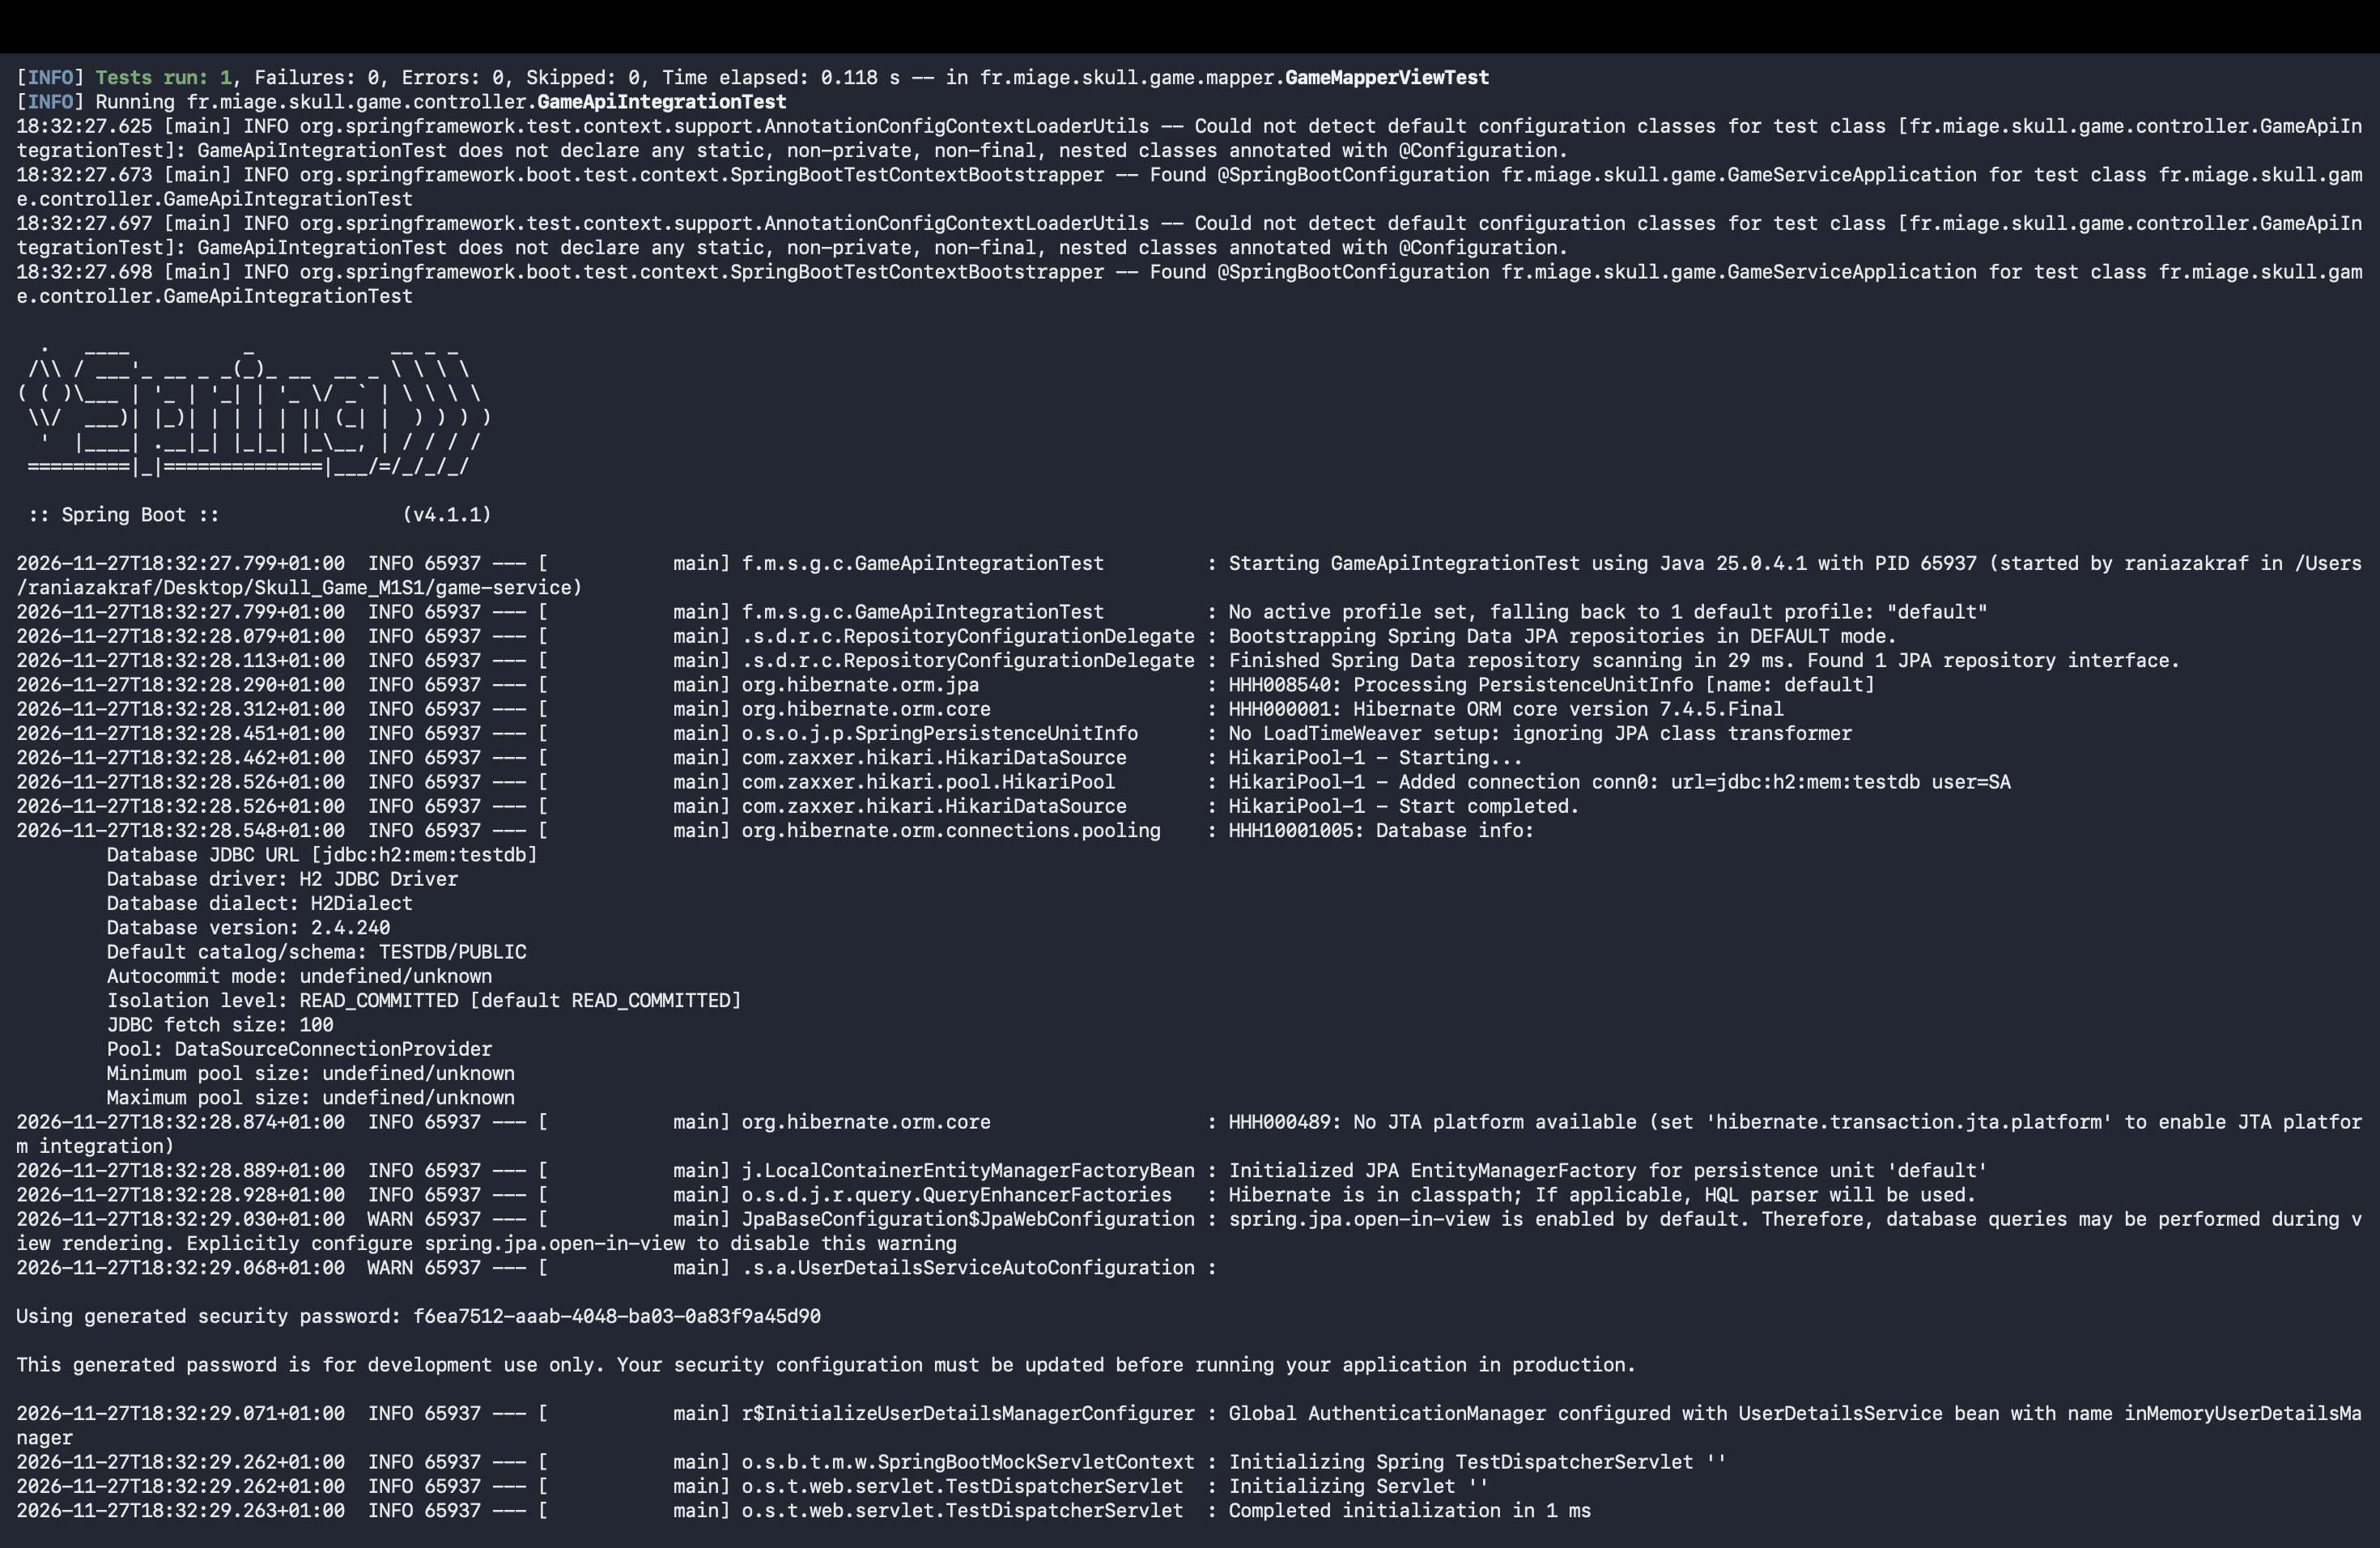 [INFO] Tests run: 1, Failures: 0, Errors: 0, Skipped: 0, Time elapsed: 0.118 s -- in fr.miage.skull.game.mapper.GameMapperViewTest
[INFO] Running fr.miage.skull.game.controller.GameApiIntegrationTest
18:32:27.625 [main] INFO org.springframework.test.context.support.AnnotationConfigContextLoaderUtils -- Could not detect default configuration classes for test class [fr.miage.skull.game.controller.GameApiIn
tegrationTest]: GameApiIntegrationTest does not declare any static, non-private, non-final, nested classes annotated with @Configuration.
18:32:27.673 [main] INFO org.springframework.boot.test.context.SpringBootTestContextBootstrapper -- Found @SpringBootConfiguration fr.miage.skull.game.GameServiceApplication for test class fr.miage.skull.gam
e.controller.GameApiIntegrationTest
18:32:27.697 [main] INFO org.springframework.test.context.support.AnnotationConfigContextLoaderUtils -- Could not detect default configuration classes for test class [fr.miage.skull.game.controller.GameApiIn
tegrationTest]: GameApiIntegrationTest does not declare any static, non-private, non-final, nested classes annotated with @Configuration.
18:32:27.698 [main] INFO org.springframework.boot.test.context.SpringBootTestContextBootstrapper -- Found @SpringBootConfiguration fr.miage.skull.game.GameServiceApplication for test class fr.miage.skull.gam
e.controller.GameApiIntegrationTest

  .   ____          _            __ _ _
 /\\ / ___'_ __ _ _(_)_ __  __ _ \ \ \ \
( ( )\___ | '_ | '_| | '_ \/ _` | \ \ \ \
 \\/  ___)| |_)| | | | | || (_| |  ) ) ) )
  '  |____| .__|_| |_|_| |_\__, | / / / /
 =========|_|==============|___/=/_/_/_/

 :: Spring Boot ::                (v4.1.1)

2026-11-27T18:32:27.799+01:00  INFO 65937 --- [           main] f.m.s.g.c.GameApiIntegrationTest         : Starting GameApiIntegrationTest using Java 25.0.4.1 with PID 65937 (started by raniazakraf in /Users
/raniazakraf/Desktop/Skull_Game_M1S1/game-service)
2026-11-27T18:32:27.799+01:00  INFO 65937 --- [           main] f.m.s.g.c.GameApiIntegrationTest         : No active profile set, falling back to 1 default profile: "default"
2026-11-27T18:32:28.079+01:00  INFO 65937 --- [           main] .s.d.r.c.RepositoryConfigurationDelegate : Bootstrapping Spring Data JPA repositories in DEFAULT mode.
2026-11-27T18:32:28.113+01:00  INFO 65937 --- [           main] .s.d.r.c.RepositoryConfigurationDelegate : Finished Spring Data repository scanning in 29 ms. Found 1 JPA repository interface.
2026-11-27T18:32:28.290+01:00  INFO 65937 --- [           main] org.hibernate.orm.jpa                    : HHH008540: Processing PersistenceUnitInfo [name: default]
2026-11-27T18:32:28.312+01:00  INFO 65937 --- [           main] org.hibernate.orm.core                   : HHH000001: Hibernate ORM core version 7.4.5.Final
2026-11-27T18:32:28.451+01:00  INFO 65937 --- [           main] o.s.o.j.p.SpringPersistenceUnitInfo      : No LoadTimeWeaver setup: ignoring JPA class transformer
2026-11-27T18:32:28.462+01:00  INFO 65937 --- [           main] com.zaxxer.hikari.HikariDataSource       : HikariPool-1 - Starting...
2026-11-27T18:32:28.526+01:00  INFO 65937 --- [           main] com.zaxxer.hikari.pool.HikariPool        : HikariPool-1 - Added connection conn0: url=jdbc:h2:mem:testdb user=SA
2026-11-27T18:32:28.526+01:00  INFO 65937 --- [           main] com.zaxxer.hikari.HikariDataSource       : HikariPool-1 - Start completed.
2026-11-27T18:32:28.548+01:00  INFO 65937 --- [           main] org.hibernate.orm.connections.pooling    : HHH10001005: Database info:
        Database JDBC URL [jdbc:h2:mem:testdb]
        Database driver: H2 JDBC Driver
        Database dialect: H2Dialect
        Database version: 2.4.240
        Default catalog/schema: TESTDB/PUBLIC
        Autocommit mode: undefined/unknown
        Isolation level: READ_COMMITTED [default READ_COMMITTED]
        JDBC fetch size: 100
        Pool: DataSourceConnectionProvider
        Minimum pool size: undefined/unknown
        Maximum pool size: undefined/unknown
2026-11-27T18:32:28.874+01:00  INFO 65937 --- [           main] org.hibernate.orm.core                   : HHH000489: No JTA platform available (set 'hibernate.transaction.jta.platform' to enable JTA platfor
m integration)
2026-11-27T18:32:28.889+01:00  INFO 65937 --- [           main] j.LocalContainerEntityManagerFactoryBean : Initialized JPA EntityManagerFactory for persistence unit 'default'
2026-11-27T18:32:28.928+01:00  INFO 65937 --- [           main] o.s.d.j.r.query.QueryEnhancerFactories   : Hibernate is in classpath; If applicable, HQL parser will be used.
2026-11-27T18:32:29.030+01:00  WARN 65937 --- [           main] JpaBaseConfiguration$JpaWebConfiguration : spring.jpa.open-in-view is enabled by default. Therefore, database queries may be performed during v
iew rendering. Explicitly configure spring.jpa.open-in-view to disable this warning
2026-11-27T18:32:29.068+01:00  WARN 65937 --- [           main] .s.a.UserDetailsServiceAutoConfiguration :

Using generated security password: f6ea7512-aaab-4048-ba03-0a83f9a45d90

This generated password is for development use only. Your security configuration must be updated before running your application in production.

2026-11-27T18:32:29.071+01:00  INFO 65937 --- [           main] r$InitializeUserDetailsManagerConfigurer : Global AuthenticationManager configured with UserDetailsService bean with name inMemoryUserDetailsMa
nager
2026-11-27T18:32:29.262+01:00  INFO 65937 --- [           main] o.s.b.t.m.w.SpringBootMockServletContext : Initializing Spring TestDispatcherServlet ''
2026-11-27T18:32:29.262+01:00  INFO 65937 --- [           main] o.s.t.web.servlet.TestDispatcherServlet  : Initializing Servlet ''
2026-11-27T18:32:29.263+01:00  INFO 65937 --- [           main] o.s.t.web.servlet.TestDispatcherServlet  : Completed initialization in 1 ms